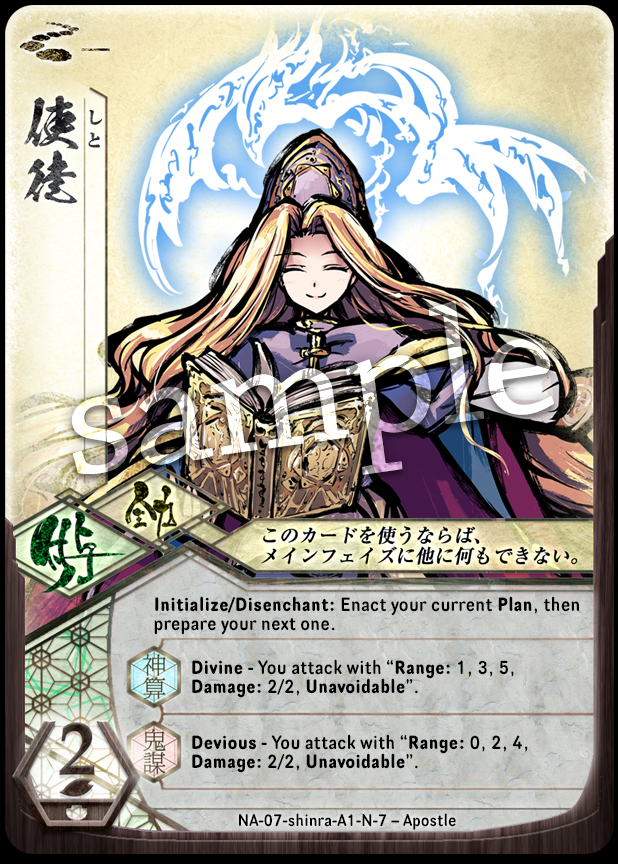 使徒
しと
sample
付与
全力
このカードを使うならば、
メインフェイズに他に何もできない。
Initialize/Disenchant: Enact your current Plan, then
prepare your next one.
神算
Divine - You attack with “Range: 1, 3, 5,
Damage: 2/2, Unavoidable”.
鬼謀
Devious - You attack with “Range: 0, 2, 4,
Damage: 2/2, Unavoidable”.
2
NA-07-shinra-A1-N-7 – Apostle